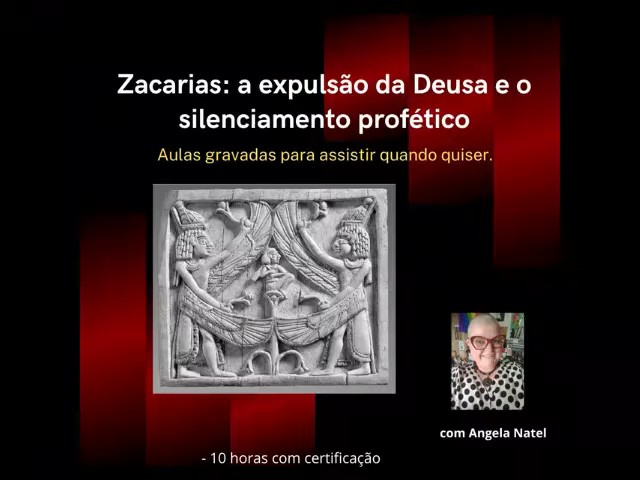 Zacarias: a expulsão da Deusa e o
silenciamento profético
Aulas gravadas para assistir quando quiser.
com Angela Natel
- 10 horas com certificação